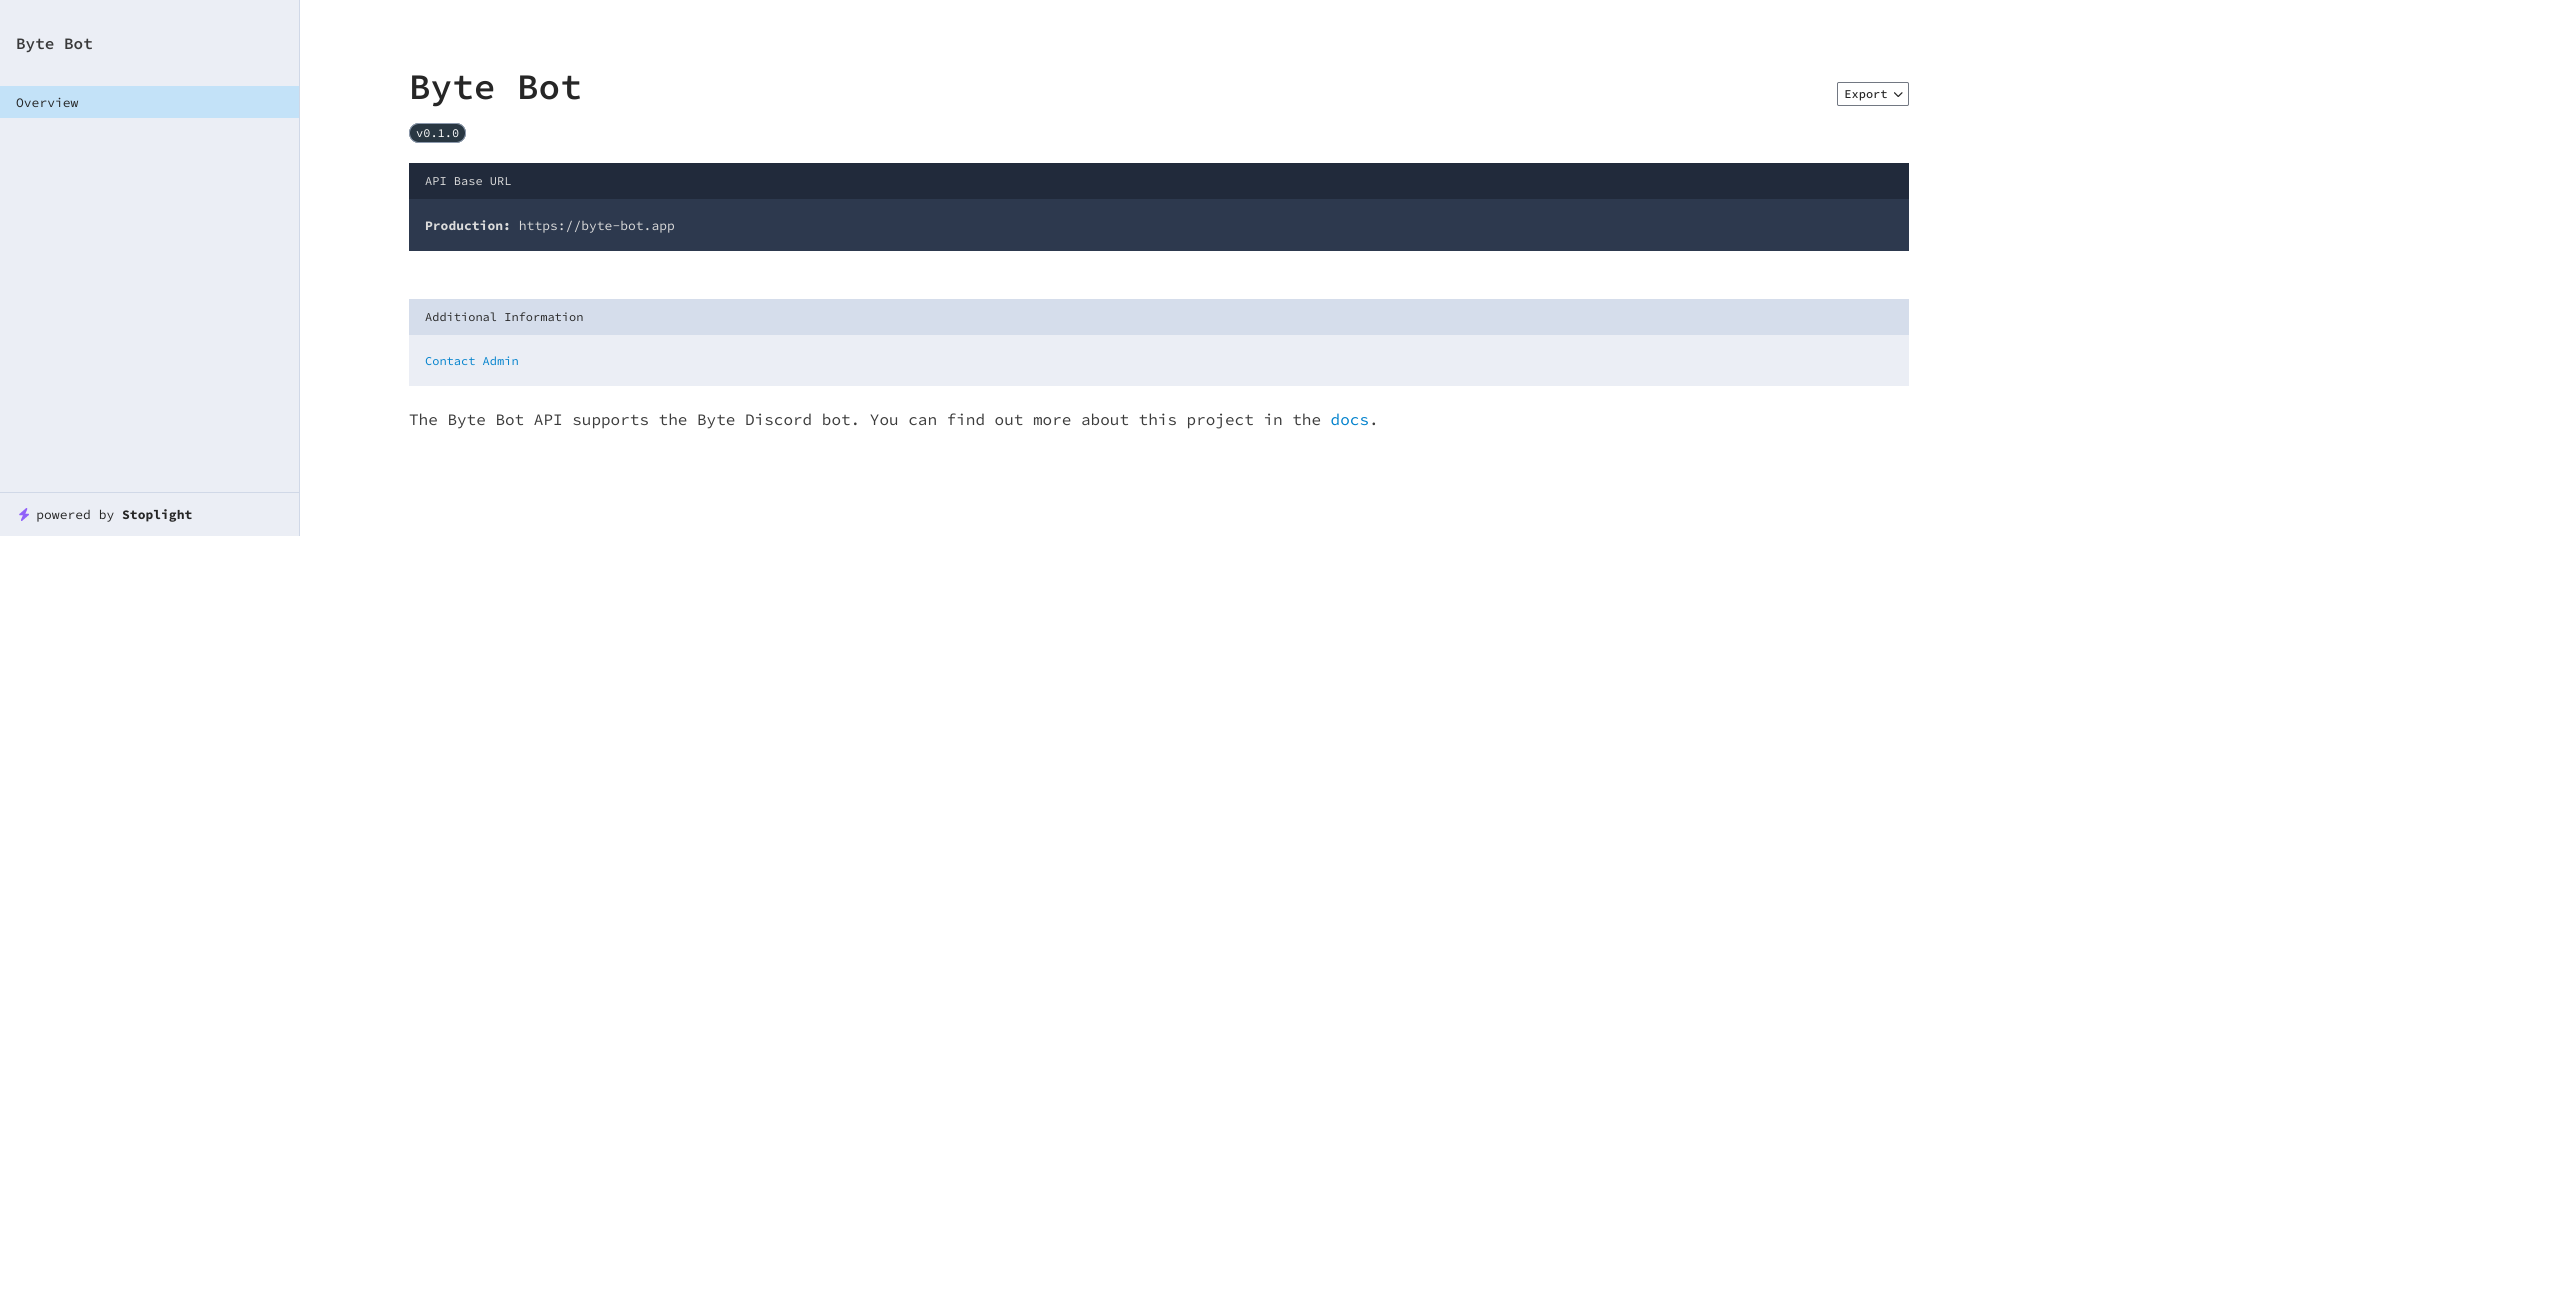 Byte Bot
Overview
powered by Stoplight
Byte Bot
Export
v0.1.0
API Base URL
Production: https://byte-bot.app
Additional Information
Contact Admin
The Byte Bot API supports the Byte Discord bot. You can find out more about this project in the docs.